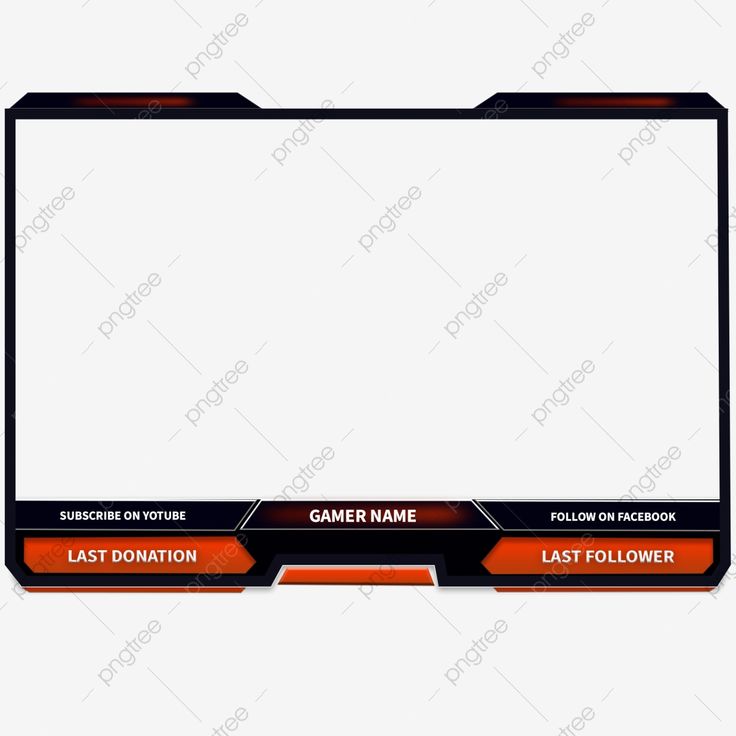 SUBSCRIBE ON YOTUBE
GAMER NAME
FOLLOW ON FACEBOOK
LAST DONATION
LAST FOLLOWER
pngtree